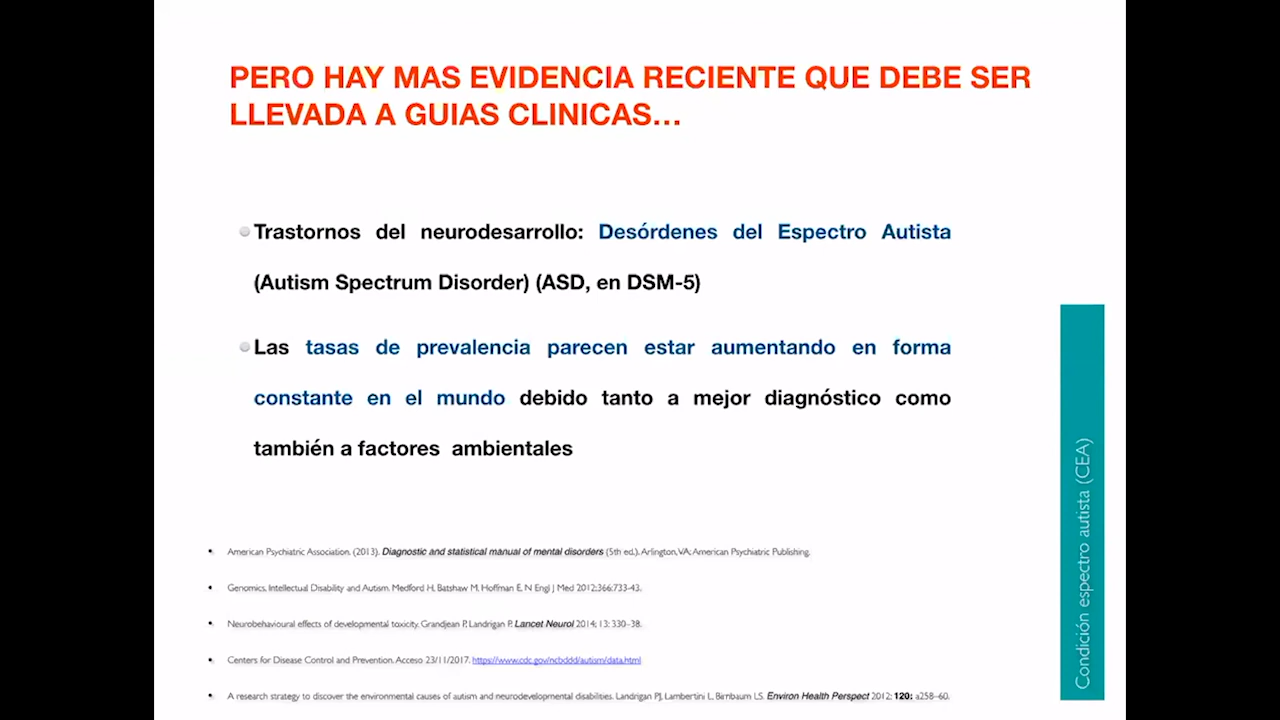 PERO HAY MAS EVIDENCIA RECIENTE QUE DEBE SER
LLEVADA A GUIAS CLINICAS...
Trastornos del neurodesarrollo: Desórdenes del Espectro Autista
(Autism Spectrum Disorder) (ASD, en DSM-5)
Las tasas de prevalencia parecen estar aumentando en forma
constante en el mundo debido tanto a mejor diagnóstico como
también a factores ambientales
American Psychiatric Association. (2013). Diagnostic and statistical manual of mental disorders (5th ed.). Arlington, VA: American Psychiatric Publishing.
Genomics, Intellectual Disability and Autism. Mefford H, Batshaw M, Hoffman E. N Engl J Med 2012;366:733-43.
Neurobehavioural effects of developmental toxicity. Grandjean P, Landrigan P. Lancet Neurol 2014; 13: 330–38.
Centers for Disease Control and Prevention. Acceso 23/11/2017. https://www.cdc.gov/ncbddd/autism/data.html
A research strategy to discover the environmental causes of autism and neurodevelopmental disabilities. Landrigan PJ, Lambertini L, Birnbaum LS. Environ Health Perspect 2012; 120: a258–60.
Condición espectro autista (CEA)